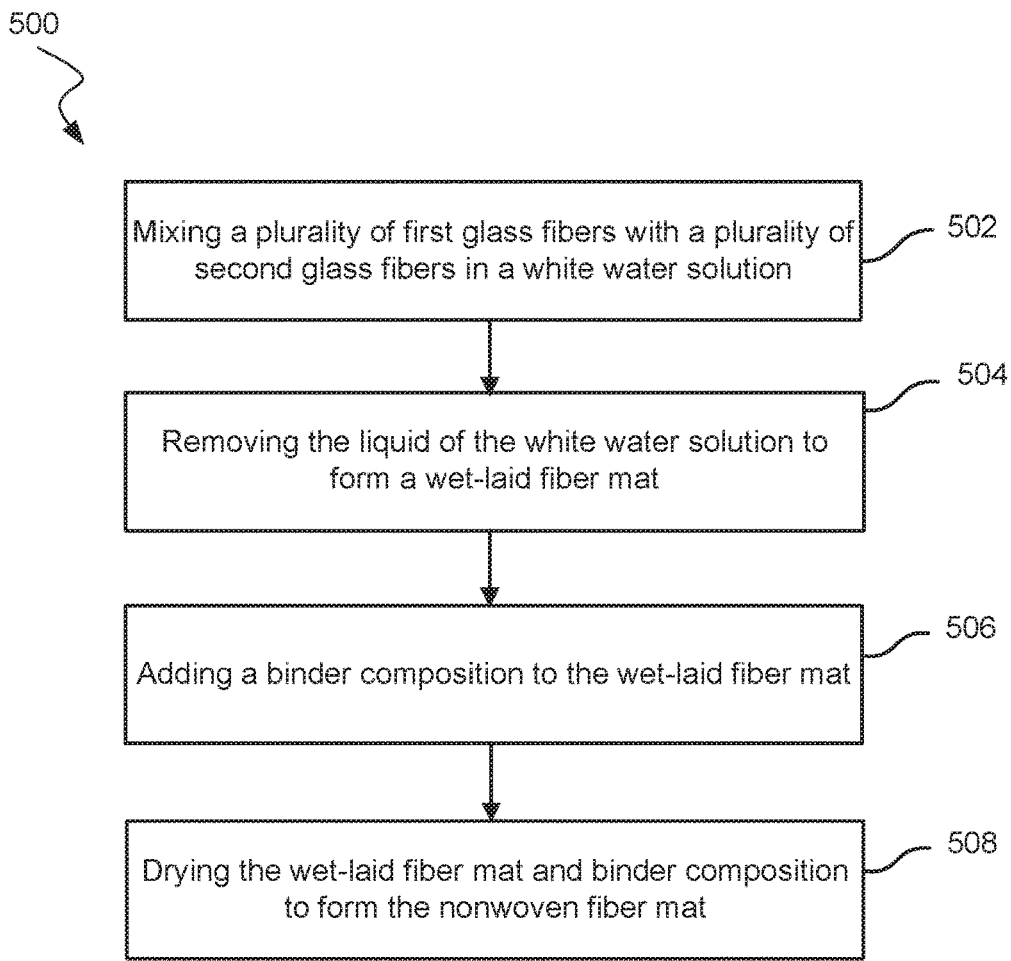 500
Mixing a plurality of first glass fibers with a plurality of
second glass fibers in a white water solution
502
Removing the liquid of the white water solution to
form a wet-laid fiber mat
504
Adding a binder composition to the wet-laid fiber mat
506
Drying the wet-laid fiber mat and binder composition
to form the nonwoven fiber mat
508